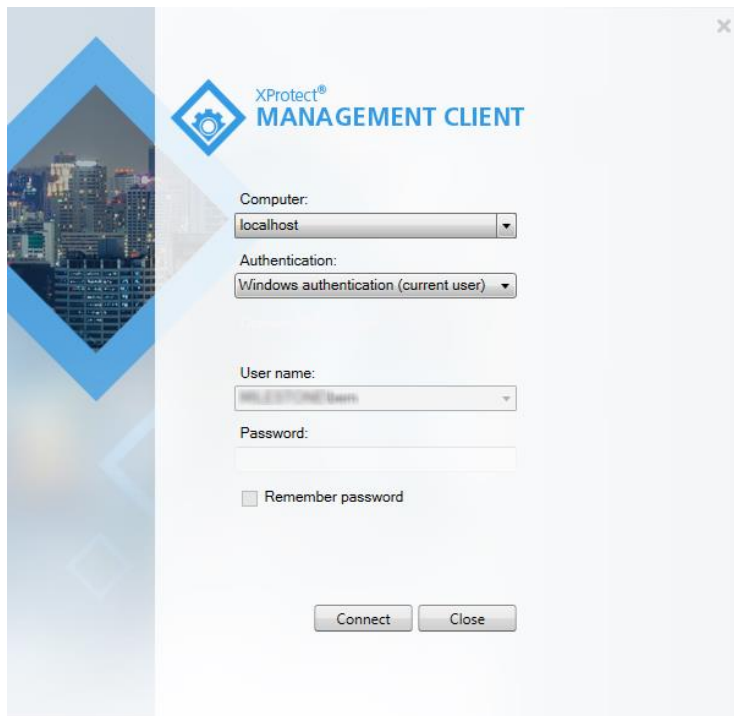 XProtect®
MANAGEMENT CLIENT
Computer:
localhost
Authentication:
Windows authentication (current user)
User name:
Password:
Remember password
Connect
Close